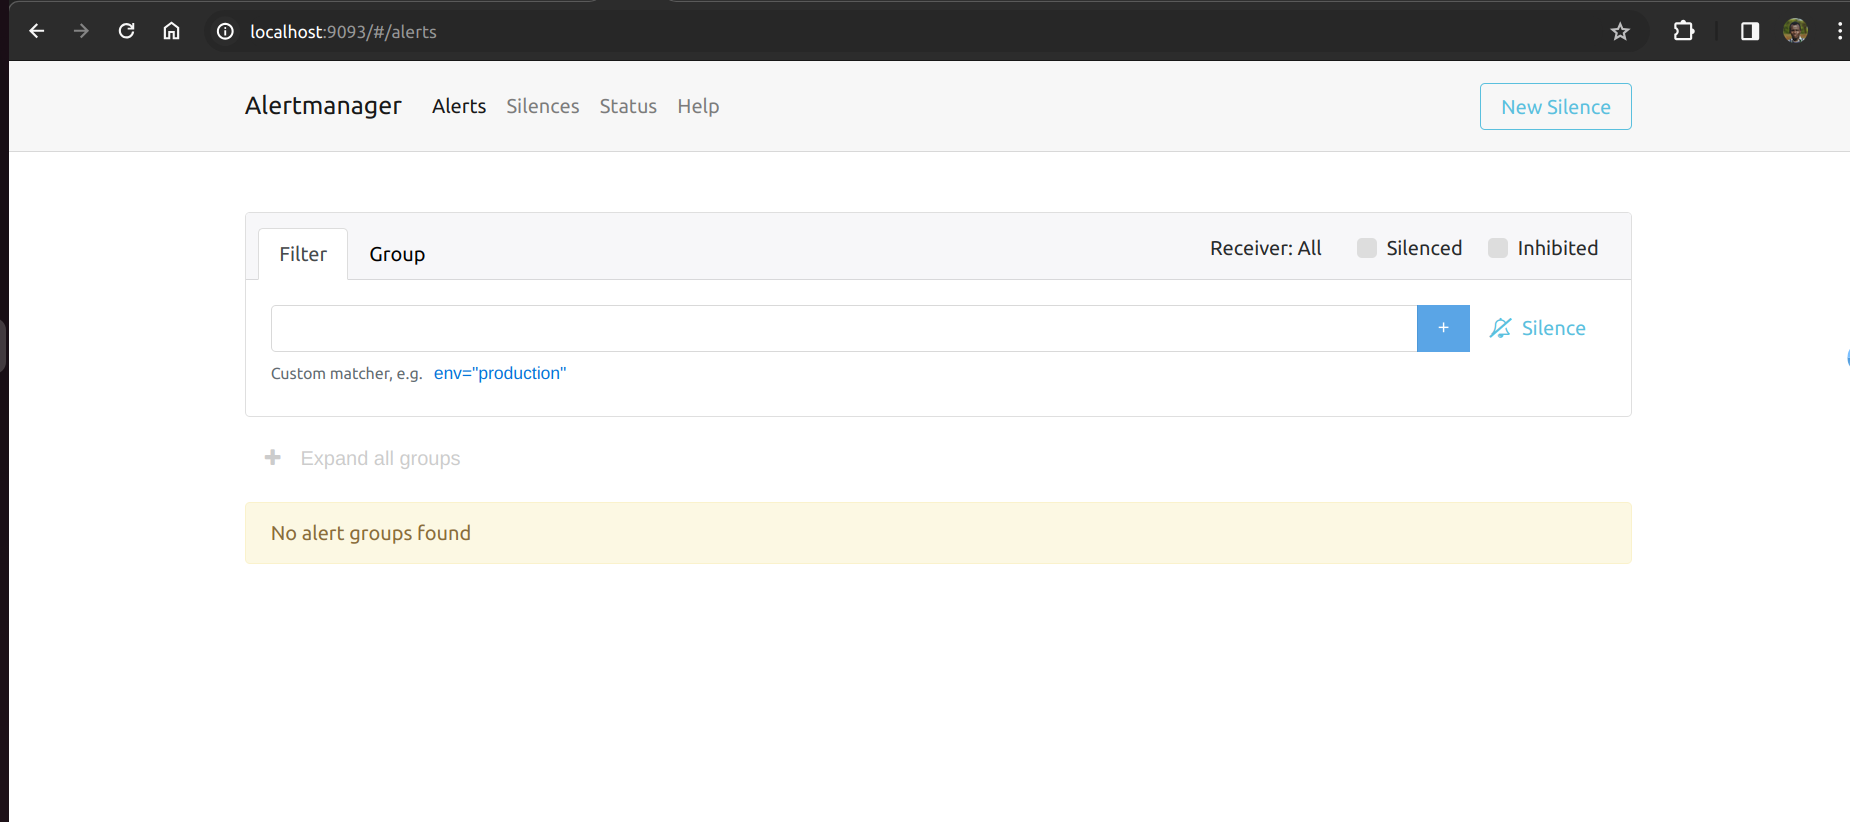 localhost:9093/#/alerts
Alertmanager Alerts Silences Status Help New Silence
Filter Group Receiver: All Silenced Inhibited
+ Silence
Custom matcher, e.g. env="production"
+ Expand all groups
No alert groups found